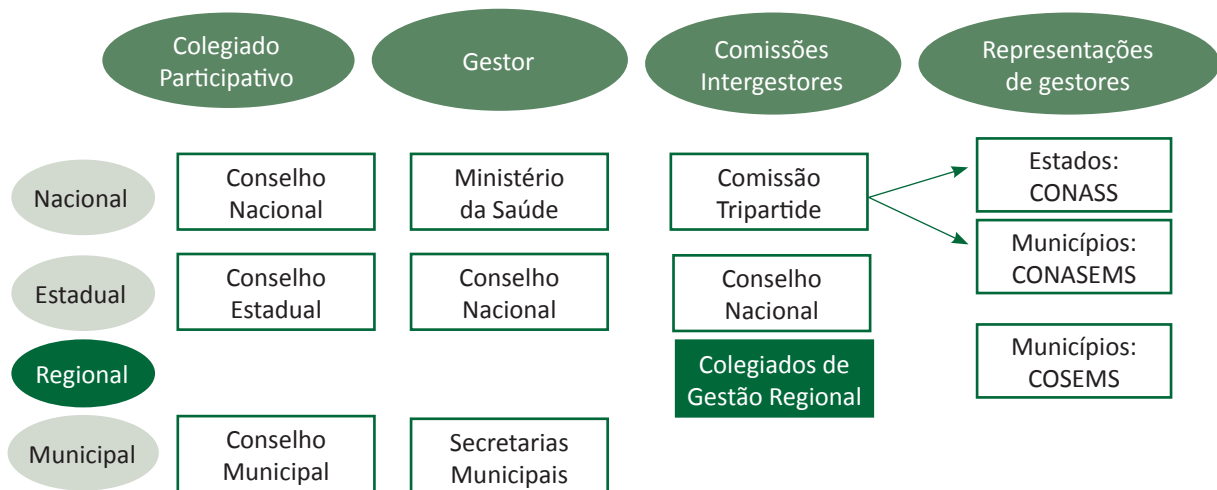 Colegiado
Participativo
Gestor
Comissões
Intergestores
Representações
de gestores
Nacional
Conselho
Nacional
Ministério
da Saúde
Comissão
Tripartide
Estados:
CONASS
Municípios:
CONASEMS
Estadual
Conselho
Estadual
Conselho
Nacional
Conselho
Nacional
Regional
Colegiados de
Gestão Regional
Municípios:
COSEMS
Municipal
Conselho
Municipal
Secretarias
Municipais